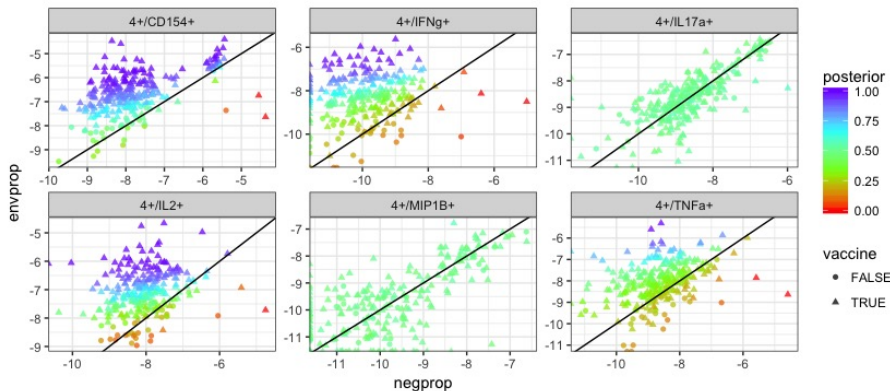 4+/CD154+
4+/IFNg+
4+/IL17a+
-5
-6
-7
-8
-9
-10 -9 -8 -7 -6 -5
-6
-8
-10
-10 -8 -6
-7
-8
-9
-10
-11
-10 -8 -6
4+/IL2+
4+/MIP1B+
4+/TNFa+
-5
-6
-7
-8
-9
-10 -8 -6
-7
-8
-9
-10
-11
-11 -10 -9 -8 -7
-6
-7
-8
-9
-10
-11
-10 -8 -6
envprop
negprop
posterior
1.00
0.75
0.50
0.25
0.00
vaccine
FALSE
TRUE